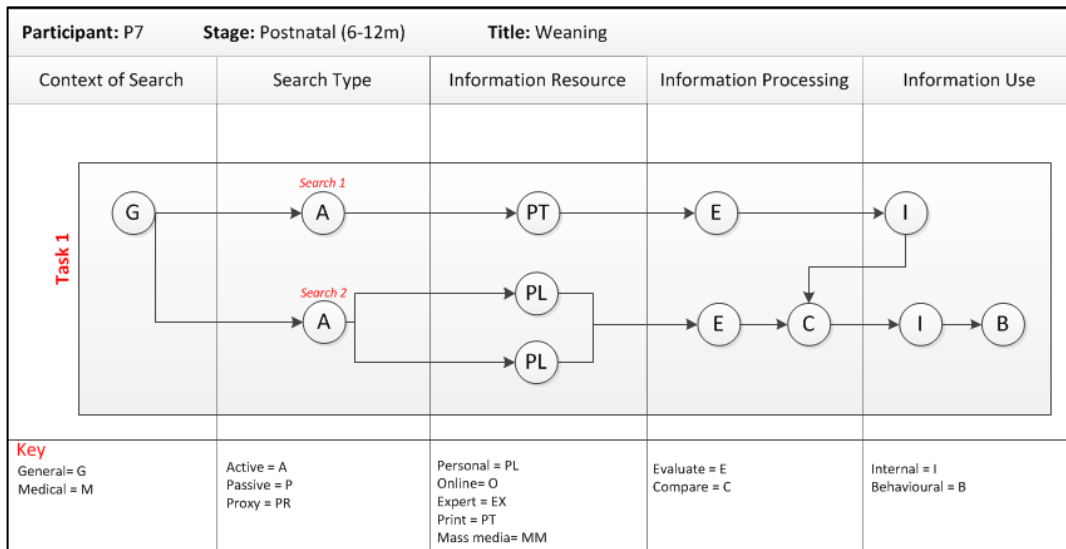 Participant: P7 Stage: Postnatal (6-12m) Title: Weaning
Context of Search Search Type Information Resource Information Processing Information Use
Task 1
Search 1
G A PT E I
Search 2
PL
A E C I B
PL
Key
General= G
Medical = M
Active = A
Passive = P
Proxy = PR
Personal = PL
Online= O
Expert = EX
Print = PT
Mass media= MM
Evaluate = E
Compare = C
Internal = I
Behavioural = B